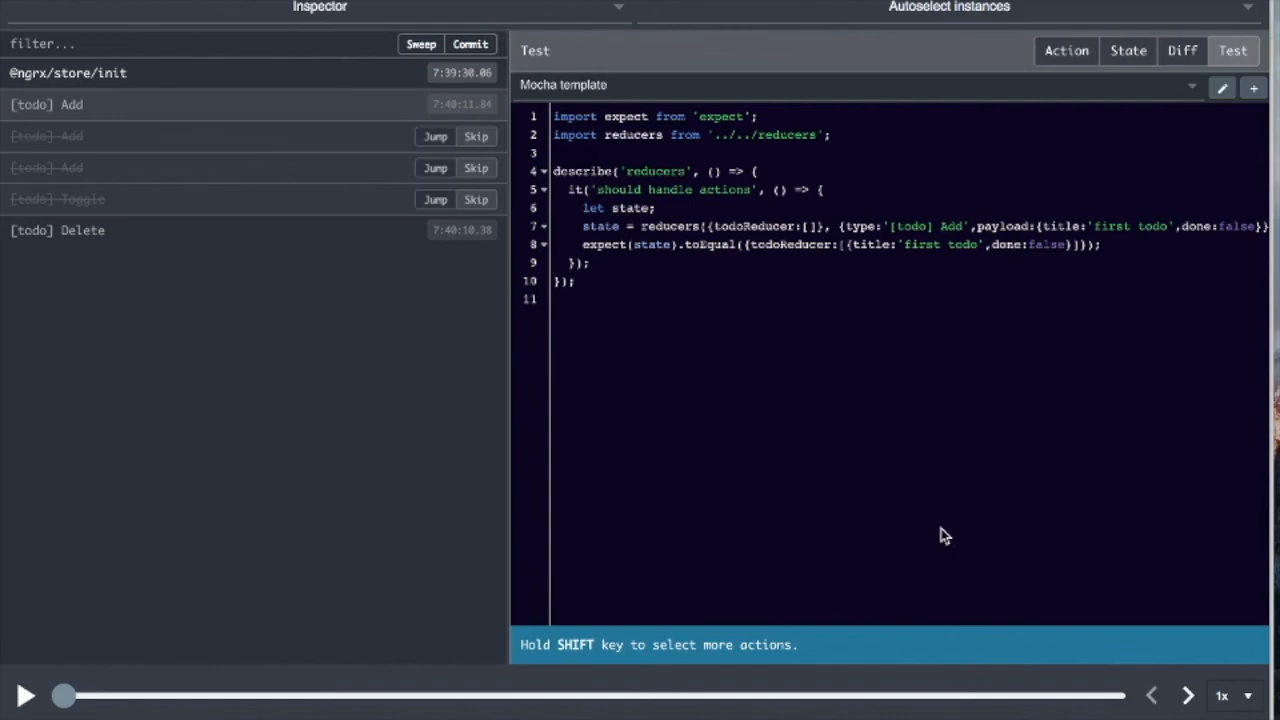 Inspector
Autoselect instances
filter...
Sweep
Commit
Test
Action
State
Diff
Test
@ngrx/store/init
7:39:30.06
Mocha template
[todo] Add
7:40:11.84
[todo] Add
Jump
Skip
[todo] Add
Jump
Skip
[todo] Toggle
Jump
Skip
[todo] Delete
7:40:10.38
1 import expect from 'expect';
2 import reducers from '../../reducers';
3
4 describe('reducers', () => {
5 it('should handle actions', () => {
6 let state;
7 state = reducers({todoReducer:[]}, {type:'[todo] Add',payload:{title:'first todo',done:false}}
8 expect(state).toEqual({todoReducer:[{title:'first todo',done:false}]});
9 });
10 });
11
Hold SHIFT key to select more actions.
1x